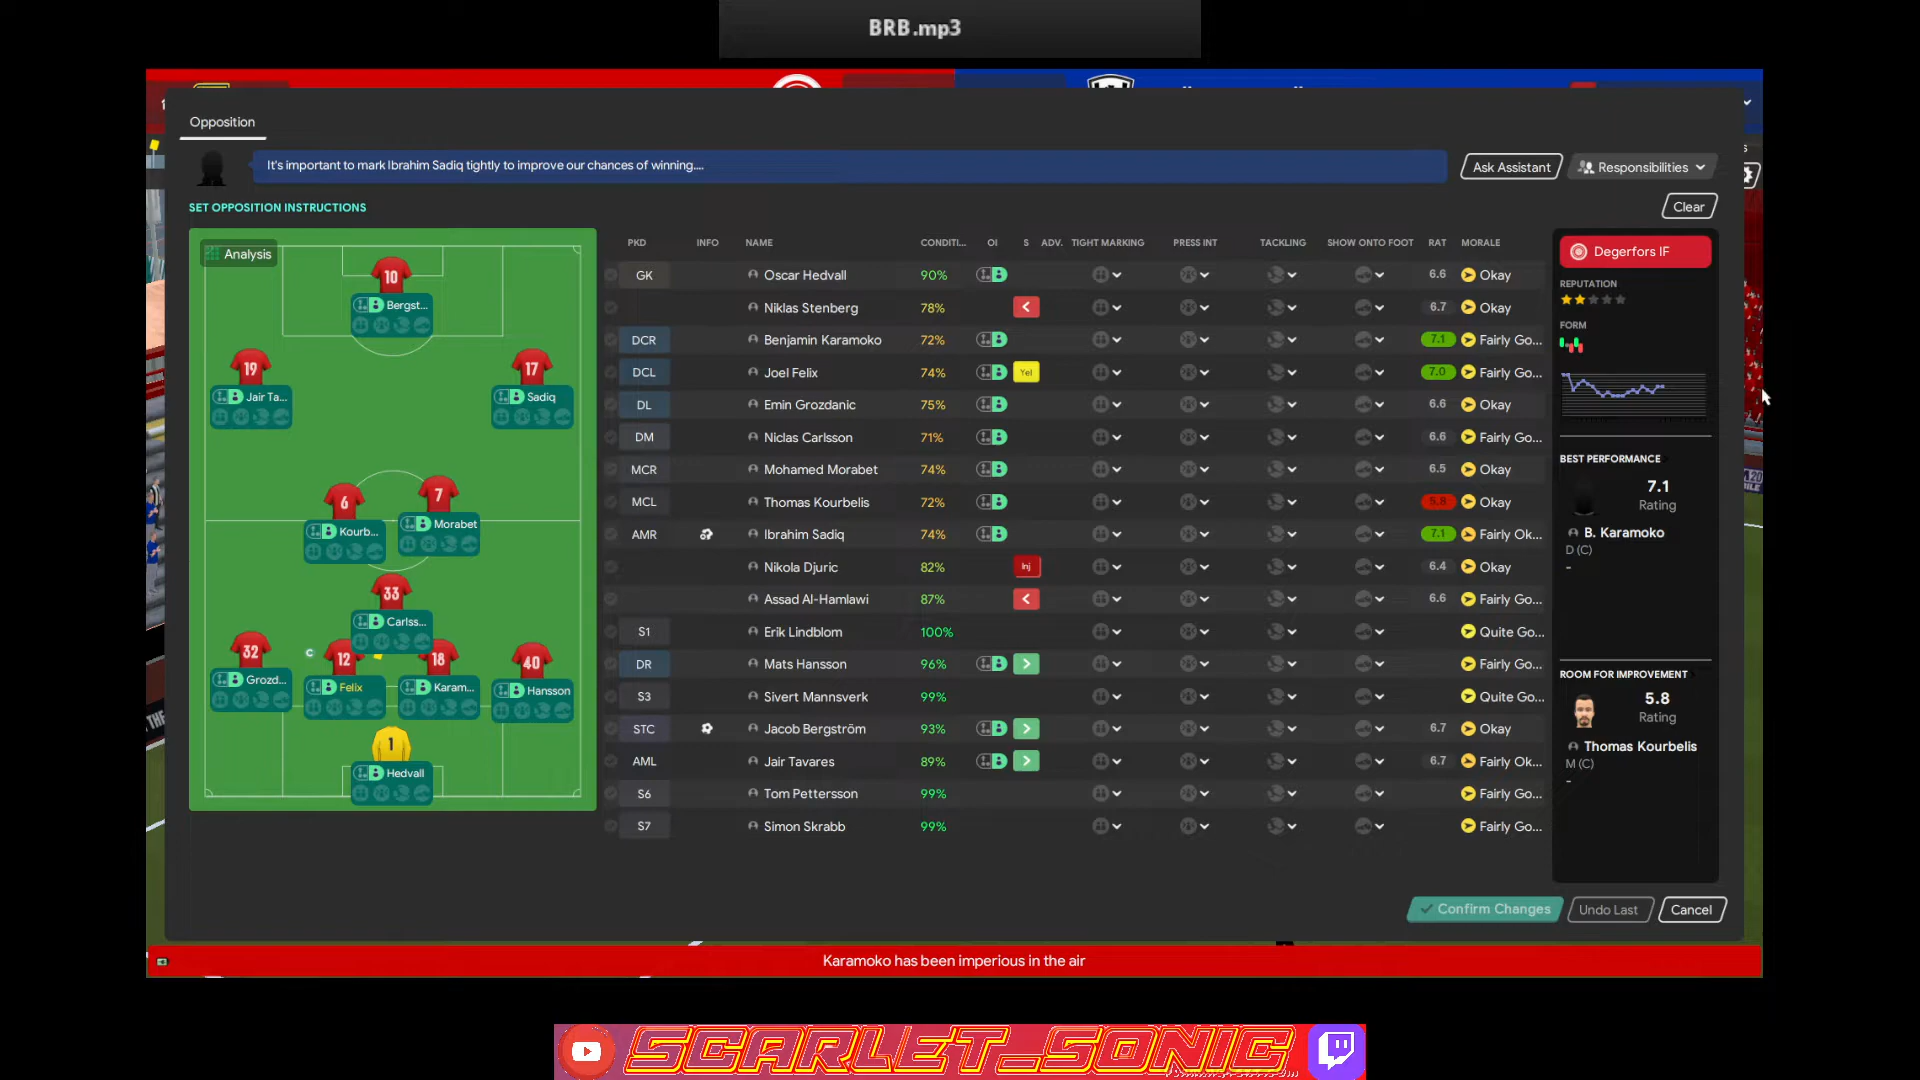 BRB.mp3
Opposition
It's important to mark Ibrahim Sadiq tightly to improve our chances of winning....
Ask Assistant
Responsibilities
SET OPPOSITION INSTRUCTIONS
Clear
Analysis
10
Bergst...
19
Jair Ta...
17
Sadiq
6
Kourb...
7
Morabet
33
Carlss...
32
Grozd...
C
12
Felix
18
Karam...
40
Hansson
1
Hedvall
PKD INFO NAME CONDITI... OI S ADV. TIGHT MARKING PRESS INT TACKLING SHOW ONTO FOOT RAT MORALE
GK Oscar Hedvall 90% 6.6 Okay
Niklas Stenberg 78% 6.7 Okay
DCR Benjamin Karamoko 72% 7.1 Fairly Go...
DCL Joel Felix 74% Yel 7.0 Fairly Go...
DL Emin Grozdanic 75% 6.6 Okay
DM Niclas Carlsson 71% 6.6 Fairly Go...
MCR Mohamed Morabet 74% 6.5 Okay
MCL Thomas Kourbelis 72% 5.8 Okay
AMR Ibrahim Sadiq 74% 7.1 Fairly Ok...
Nikola Djuric 82% Inj 6.4 Okay
Assad Al-Hamlawi 87% 6.6 Fairly Go...
S1 Erik Lindblom 100% Quite Go...
DR Mats Hansson 96% Fairly Go...
S3 Sivert Mannsverk 99% Quite Go...
STC Jacob Bergström 93% 6.7 Okay
AML Jair Tavares 89% 6.7 Fairly Ok...
S6 Tom Pettersson 99% Fairly Go...
S7 Simon Skrabb 99% Fairly Go...
Degerfors IF
REPUTATION
FORM
BEST PERFORMANCE
7.1
Rating
B. Karamoko
D (C)
-
ROOM FOR IMPROVEMENT
5.8
Rating
Thomas Kourbelis
M (C)
-
Confirm Changes
Undo Last
Cancel
Karamoko has been imperious in the air
SCARLET_SONIC